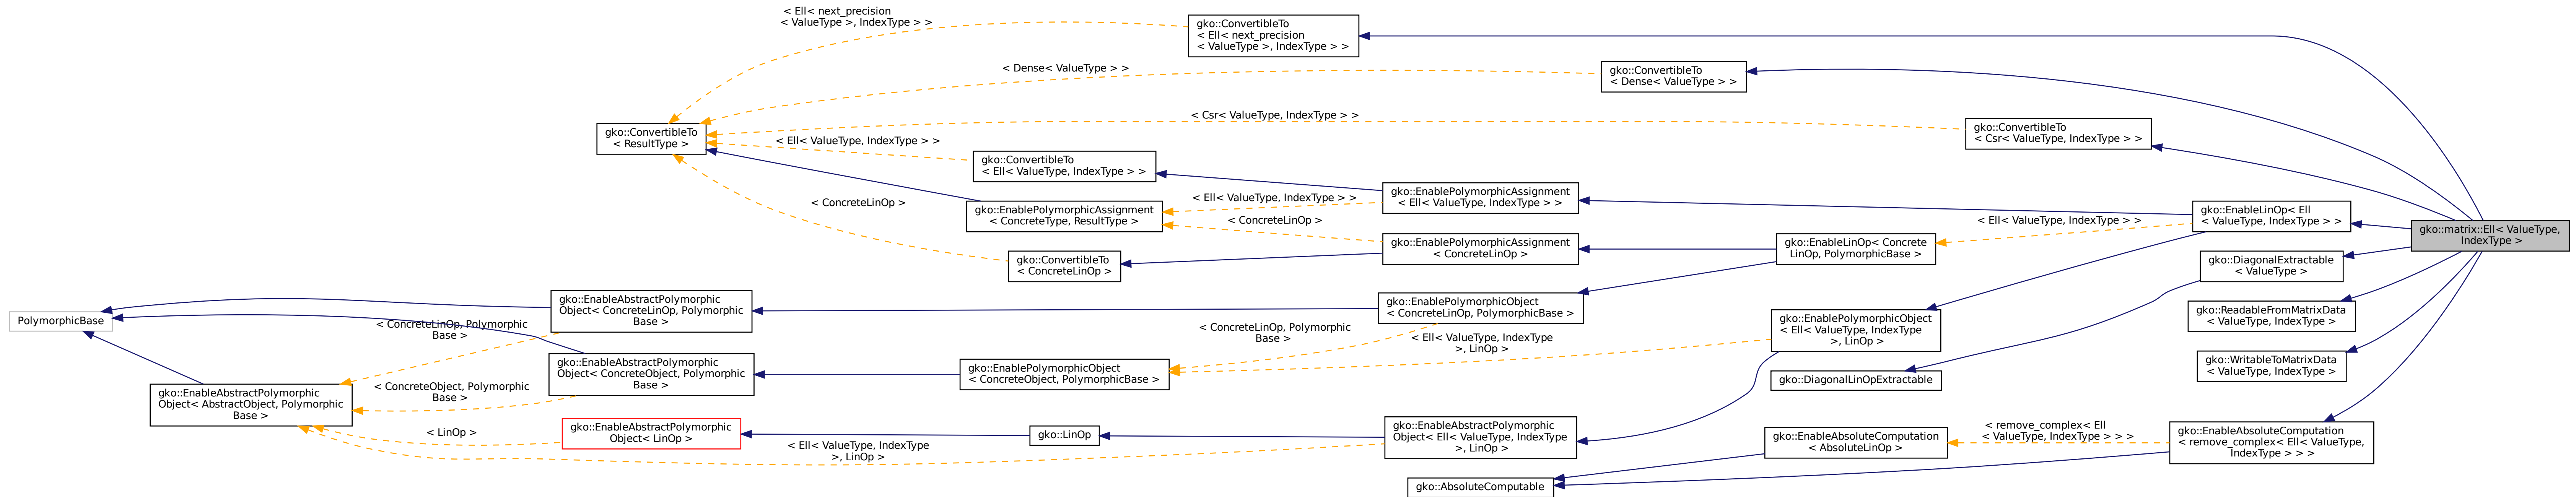 < Ell< next_precision
< ValueType >, IndexType > >
gko::ConvertibleTo
< Ell< next_precision
< ValueType >, IndexType > >
< Dense< ValueType > >
gko::ConvertibleTo
< Dense< ValueType > >
gko::ConvertibleTo
< ResultType >
< Csr< ValueType, IndexType > >
gko::ConvertibleTo
< Csr< ValueType, IndexType > >
< Ell< ValueType, IndexType > >
gko::ConvertibleTo
< Ell< ValueType, IndexType > >
gko::EnablePolymorphicAssignment
< Ell< ValueType, IndexType > >
< ConcreteLinOp >
gko::EnablePolymorphicAssignment
< ConcreteType, ResultType >
< Ell< ValueType, IndexType > >
< ConcreteLinOp >
gko::EnableLinOp< Ell
< ValueType, IndexType > >
< Ell< ValueType, IndexType > >
gko::matrix::Ell< ValueType,
IndexType >
gko::EnablePolymorphicAssignment
< ConcreteLinOp >
gko::EnableLinOp< Concrete
LinOp, PolymorphicBase >
gko::ConvertibleTo
< ConcreteLinOp >
gko::DiagonalExtractable
< ValueType >
PolymorphicBase
gko::EnableAbstractPolymorphic
Object< ConcreteLinOp, Polymorphic
Base >
gko::EnablePolymorphicObject
< ConcreteLinOp, PolymorphicBase >
gko::ReadableFromMatrixData
< ValueType, IndexType >
< ConcreteLinOp, Polymorphic
Base >
< ConcreteLinOp, Polymorphic
Base >
< Ell< ValueType, IndexType
>, LinOp >
gko::EnablePolymorphicObject
< Ell< ValueType, IndexType
>, LinOp >
gko::EnableAbstractPolymorphic
Object< ConcreteObject, Polymorphic
Base >
gko::EnablePolymorphicObject
< ConcreteObject, PolymorphicBase >
gko::DiagonalLinOpExtractable
gko::WritableToMatrixData
< ValueType, IndexType >
gko::EnableAbstractPolymorphic
Object< AbstractObject, Polymorphic
Base >
< ConcreteObject, Polymorphic
Base >
< LinOp >
gko::EnableAbstractPolymorphic
Object< LinOp >
gko::LinOp
< Ell< ValueType, IndexType
>, LinOp >
gko::EnableAbstractPolymorphic
Object< Ell< ValueType, IndexType
>, LinOp >
gko::EnableAbsoluteComputation
< AbsoluteLinOp >
< remove_complex< Ell
< ValueType, IndexType > > >
gko::EnableAbsoluteComputation
< remove_complex< Ell< ValueType,
IndexType > > >
gko::AbsoluteComputable